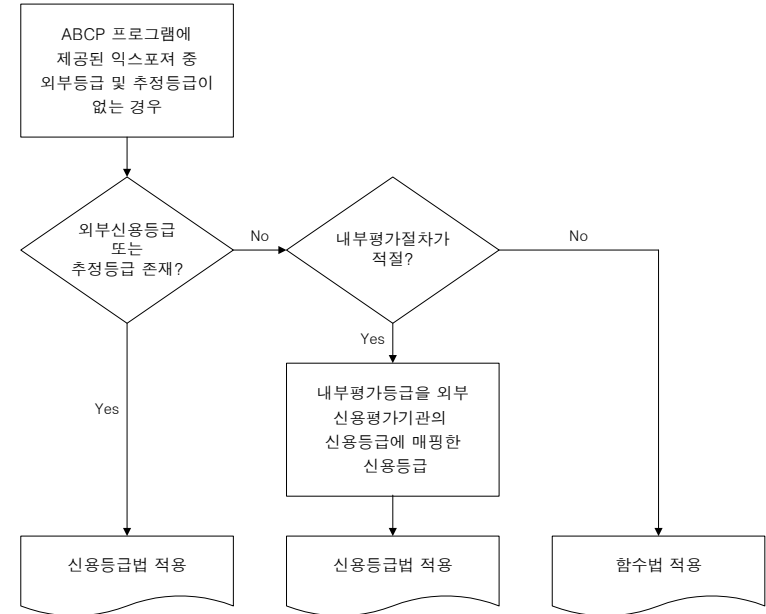 ABCP 프로그램에
제공된 익스포져 중
외부등급 및 추정등급이
없는 경우
외부신용등급
또는
추정등급 존재?
No
내부평가절차가
적절?
No
Yes
Yes
내부평가등급을 외부
신용평가기관의
신용등급에 매핑한
신용등급
신용등급법 적용
신용등급법 적용
함수법 적용